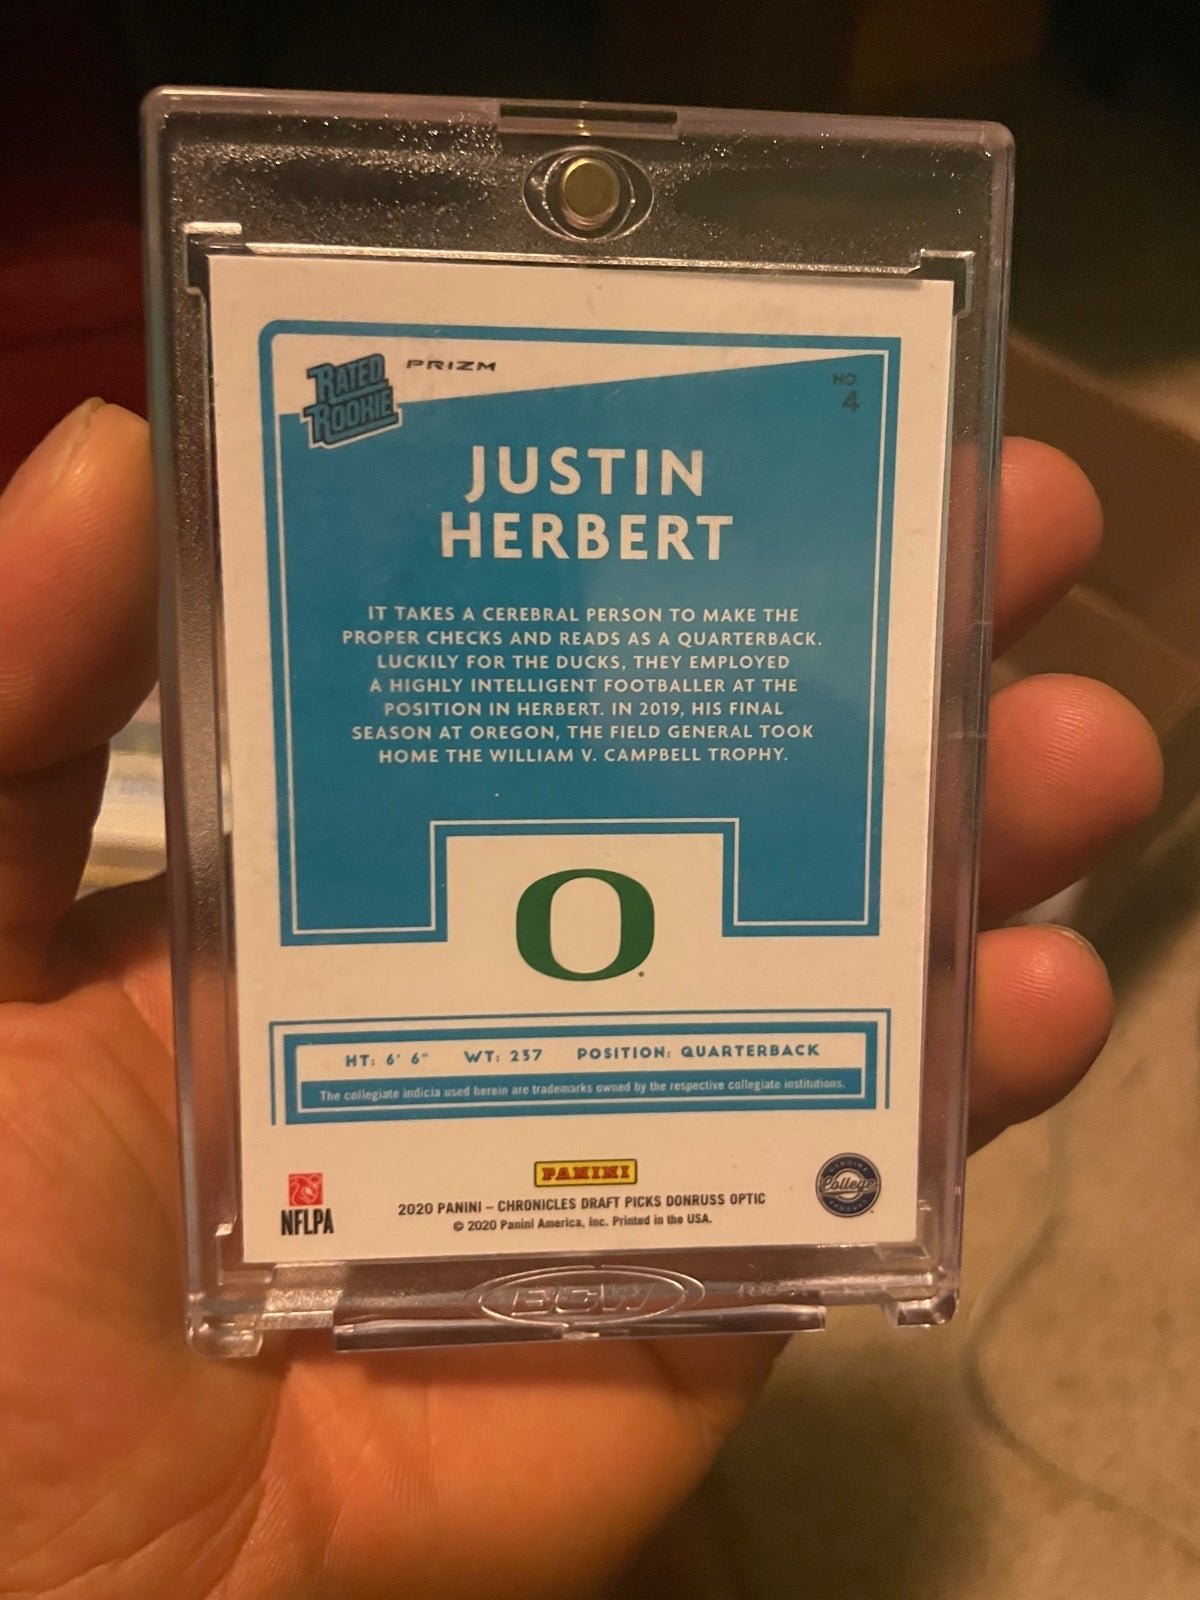 RATED
ROOKIE
PRIZM
NO.
4
JUSTIN
HERBERT
IT TAKES A CEREBRAL PERSON TO MAKE THE
PROPER CHECKS AND READS AS A QUARTERBACK.
LUCKILY FOR THE DUCKS, THEY EMPLOYED
A HIGHLY INTELLIGENT FOOTBALLER AT THE
POSITION IN HERBERT. IN 2019, HIS FINAL
SEASON AT OREGON, THE FIELD GENERAL TOOK
HOME THE WILLIAM V. CAMPBELL TROPHY.
O
HT: 6' 6" WT: 237 POSITION: QUARTERBACK
The collegiate indicia used herein are trademarks owned by the respective collegiate institutions.
PANINI
NFLPA
2020 PANINI – CHRONICLES DRAFT PICKS DONRUSS OPTIC
© 2020 Panini America, Inc. Printed in the USA.
GENUINE
College
PRODUCT
BCW